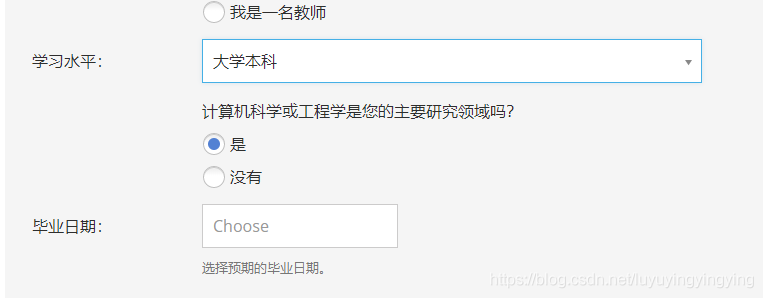 我是一名教师
学习水平：
大学本科
计算机科学或工程学是您的主要研究领域吗？
是
没有
毕业日期：
Choose
选择预期的毕业日期。
https://blog.csdn.net/luyuyingyingying